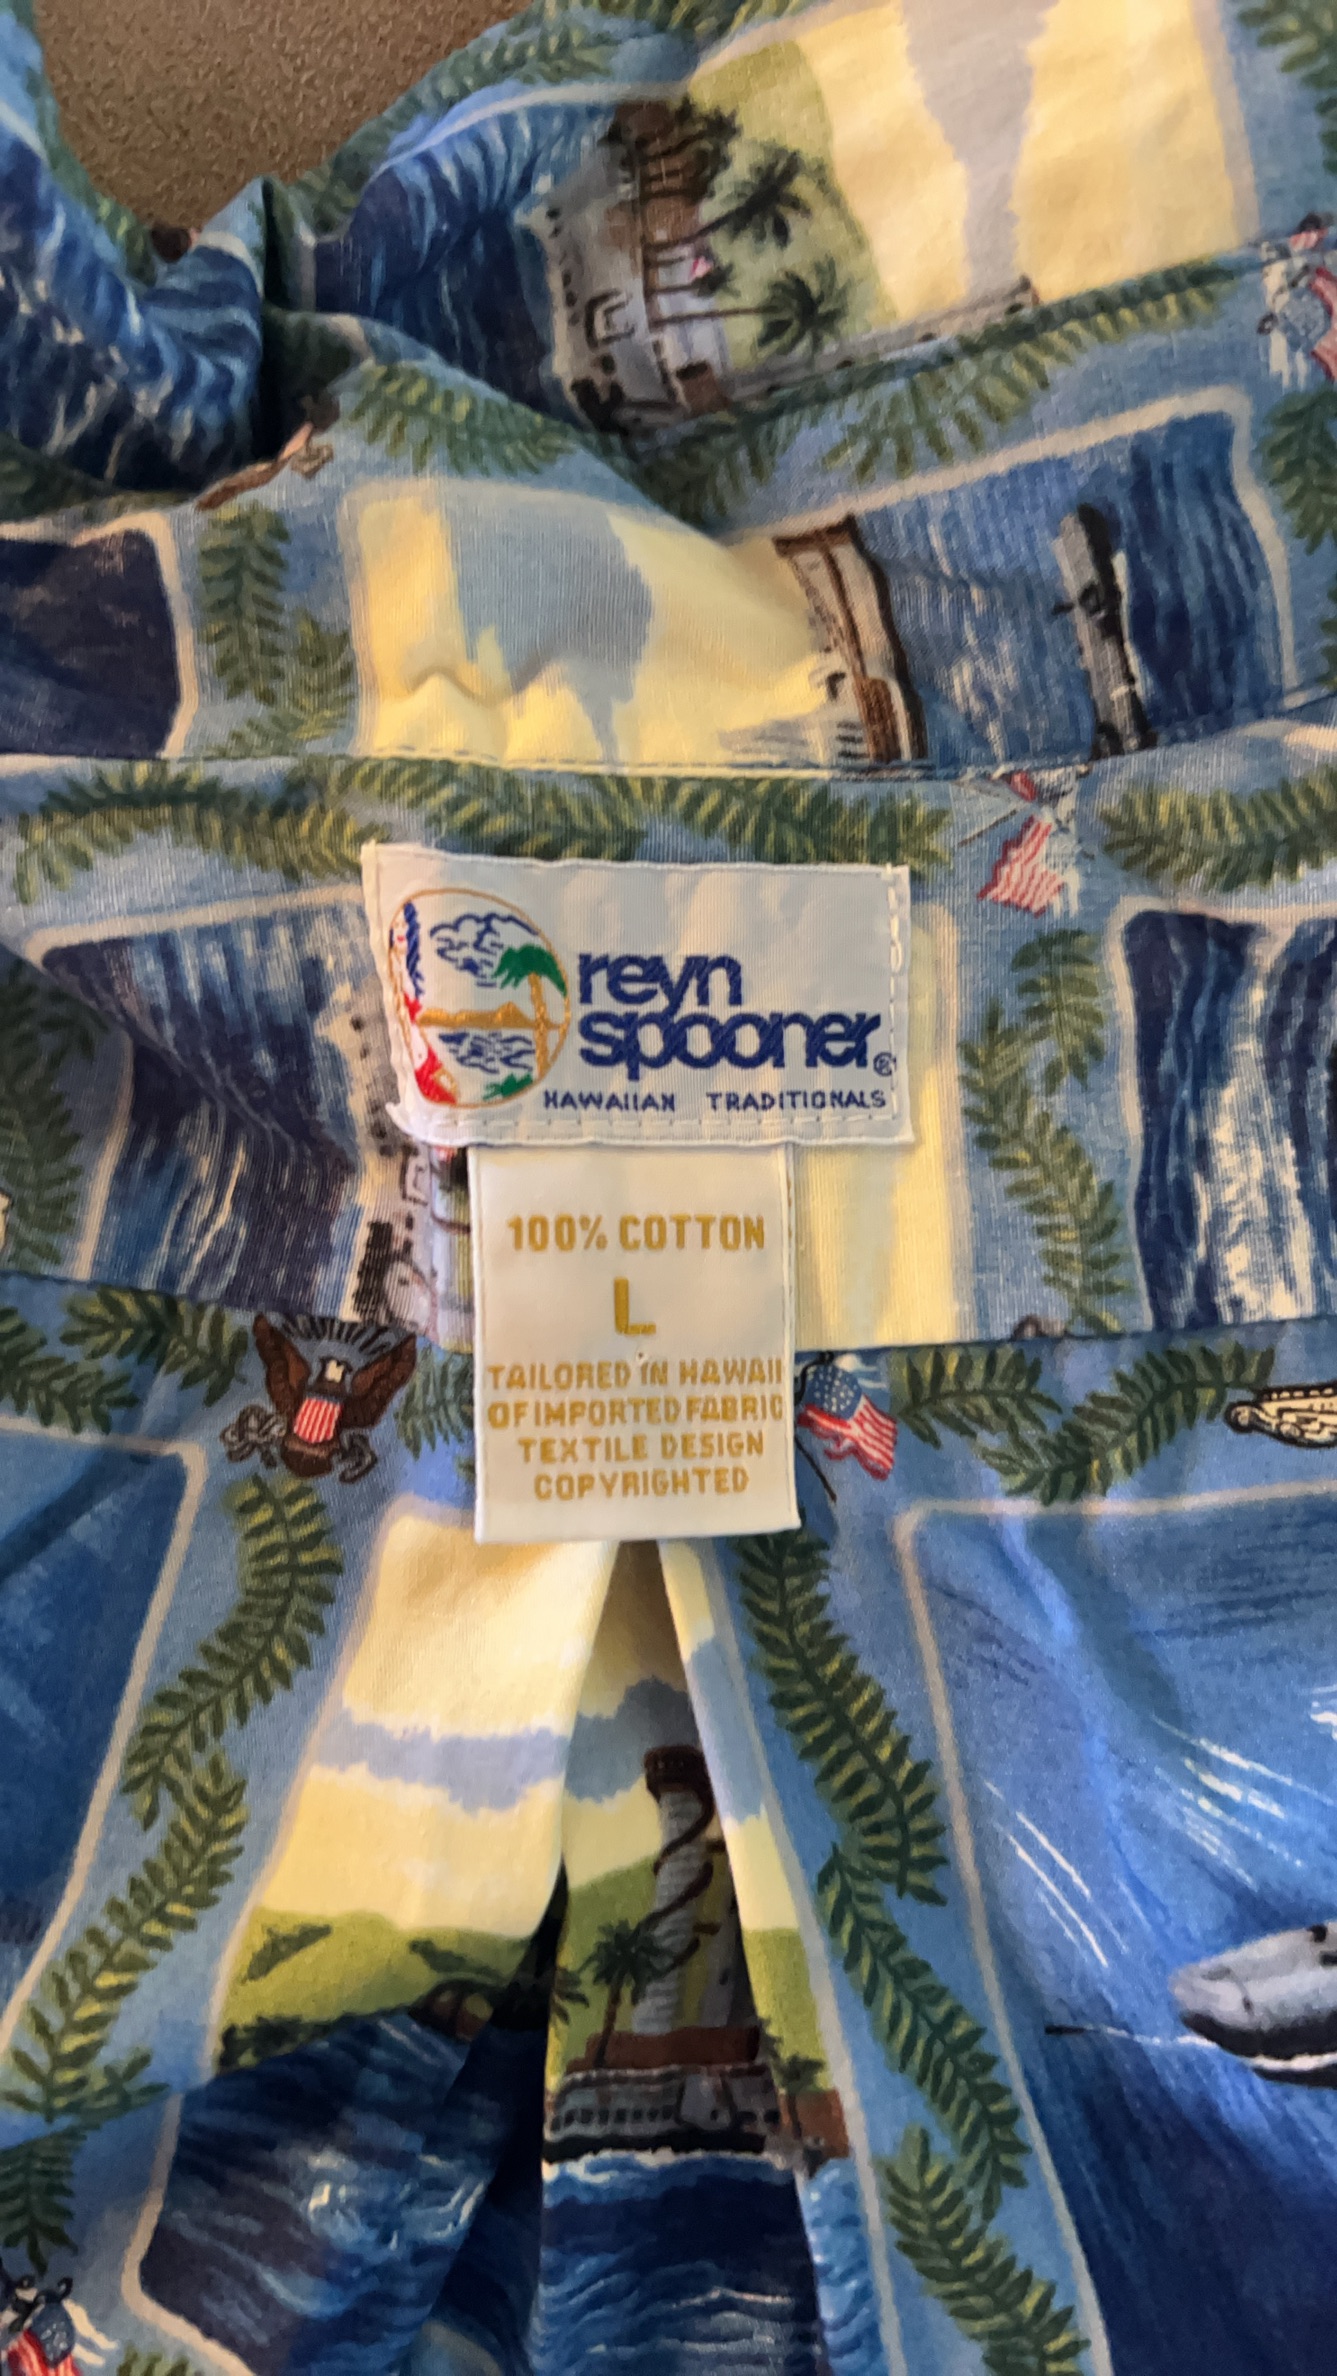 reyn
spooner®
HAWAIIAN TRADITIONALS
100% COTTON
L
TAILORED IN HAWAII
OF IMPORTED FABRIC
TEXTILE DESIGN
COPYRIGHTED